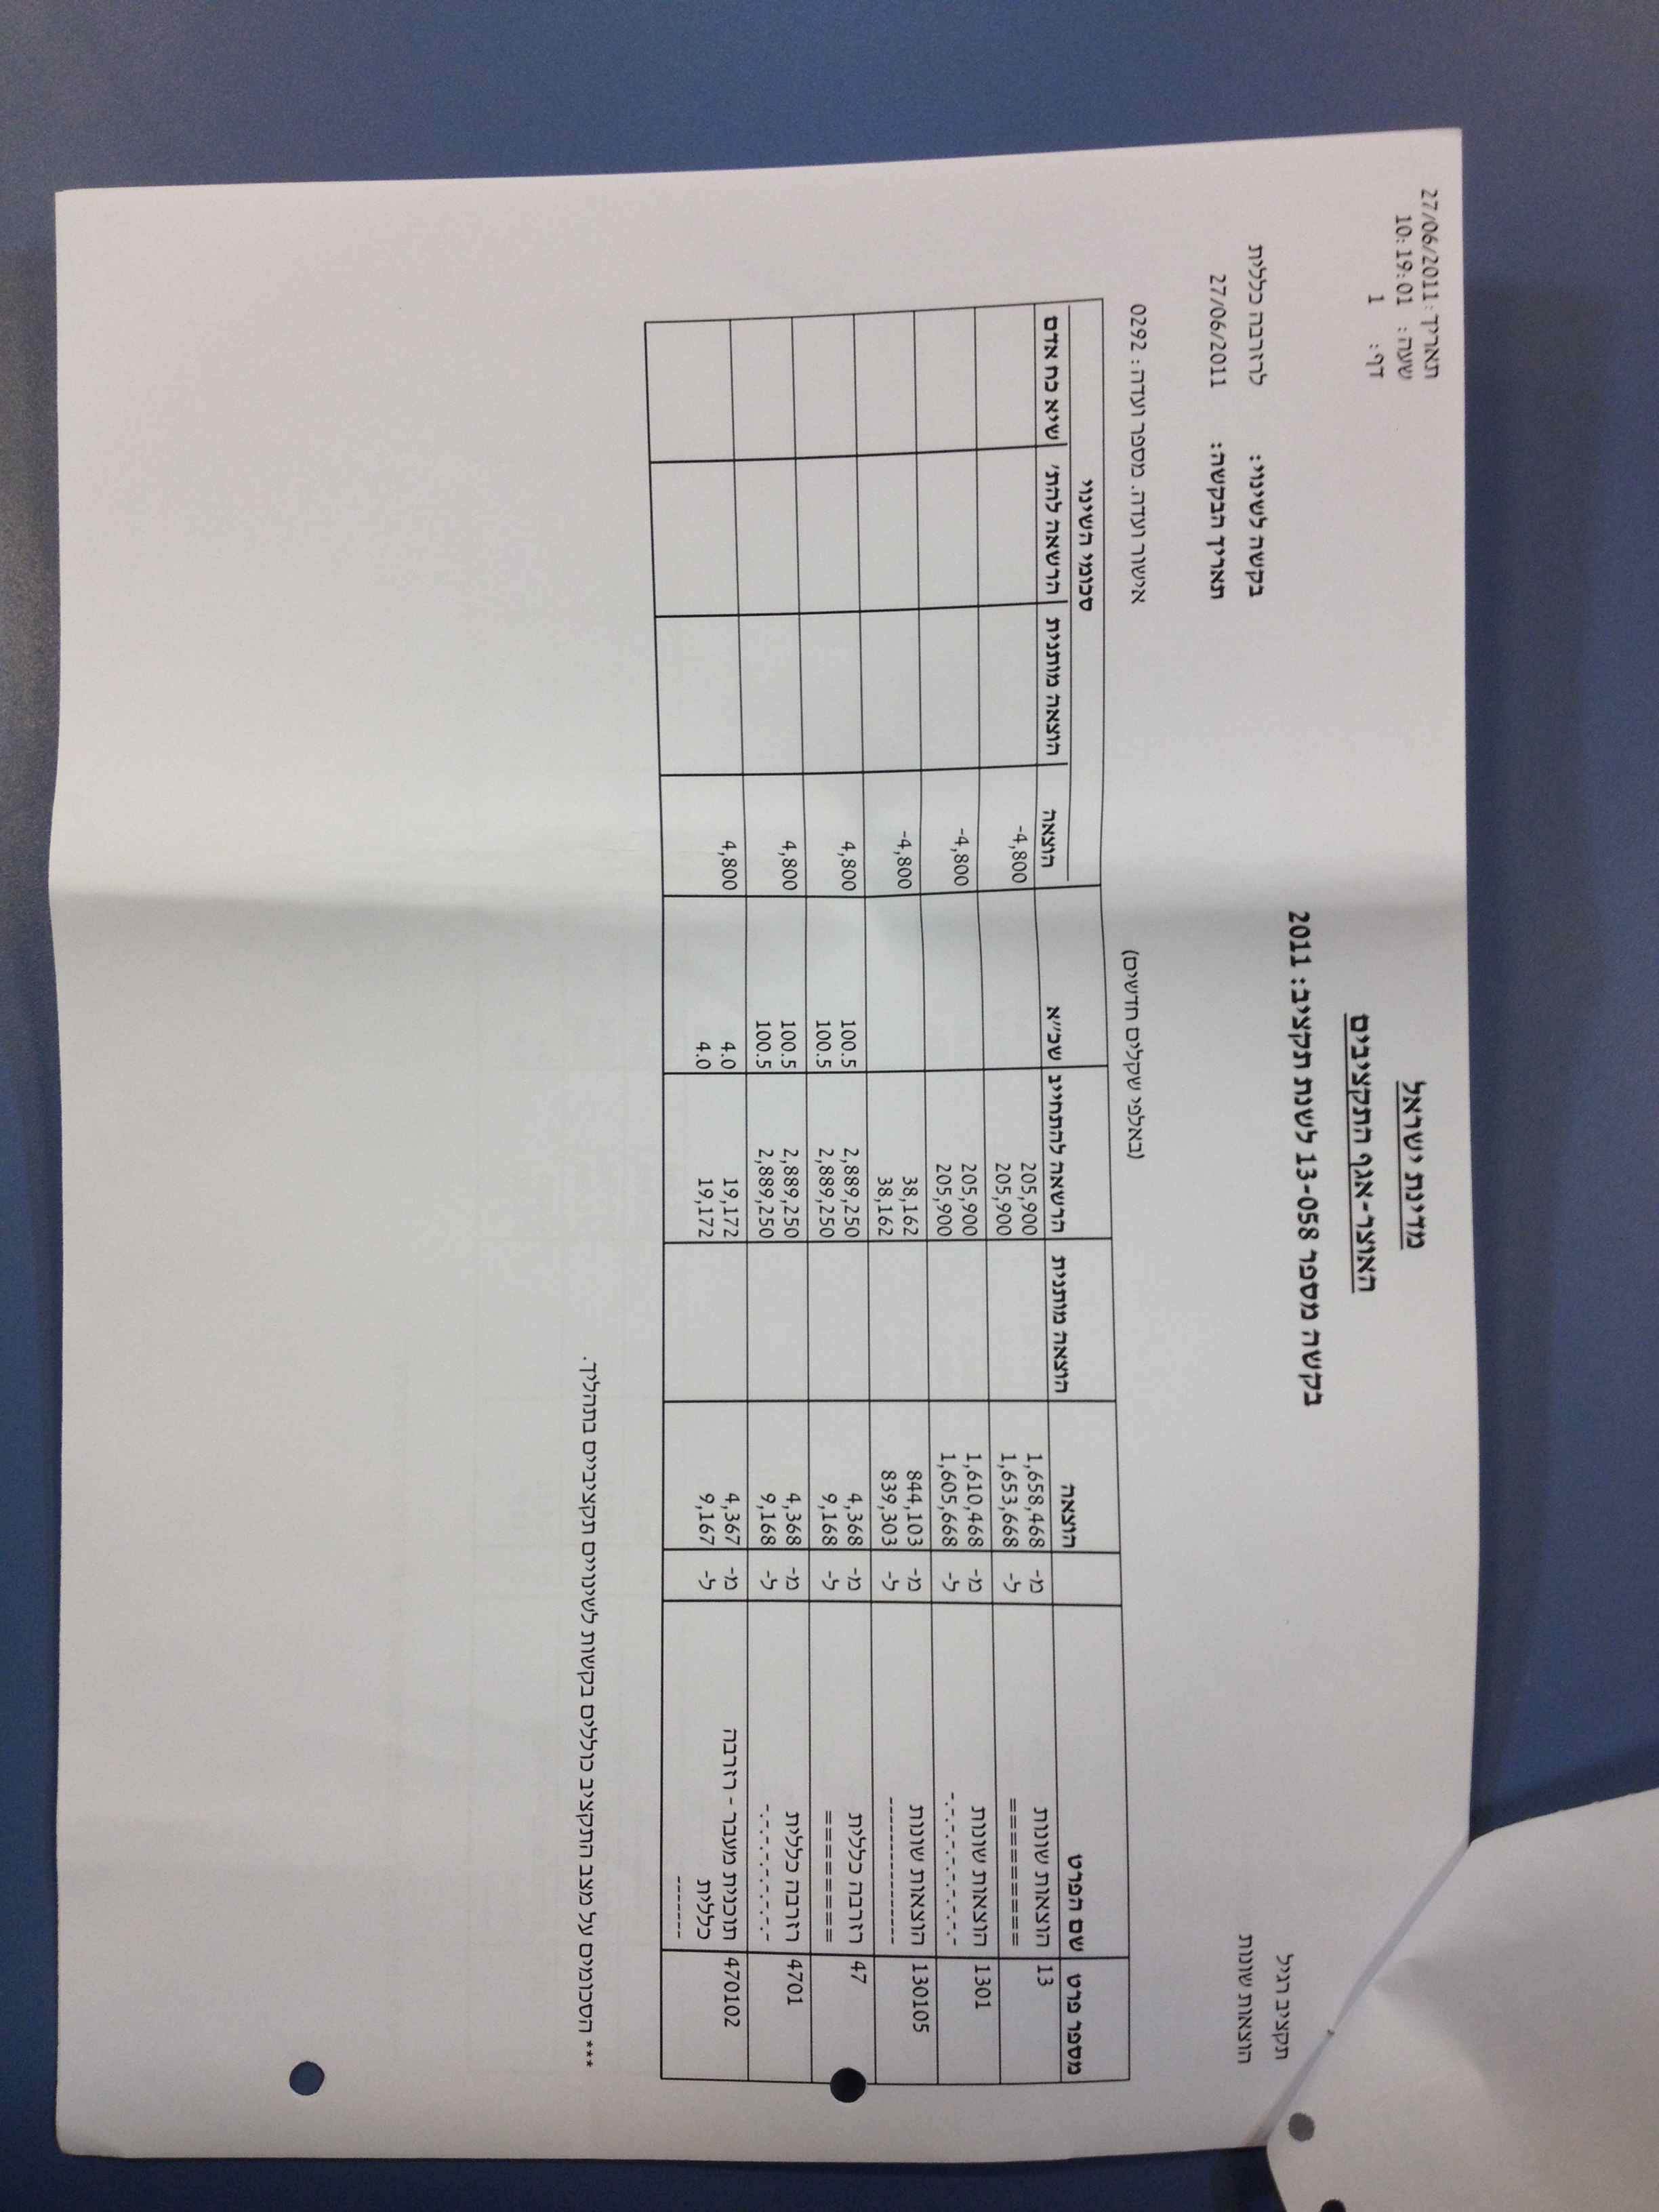 תאריך: 27/06/2011
שעה: 10:19:01
דף: 1
מדינת ישראל
האוצר-אגף התקציבים
בקשה מספר 13-058 לשנת תקציב: 2011
תקציב רגיל
הוצאות שונות
בקשה לשינוי: לרזרבה כללית
תאריך הבקשה: 27/06/2011
(באלפי שקלים חדשים)
אישור ועדה. מספר ועדה: 0292
סכומי השינוי
מספר פרט שם הפרט הוצאה הוצאה מותנית הרשאה להתחייב שכ"א הוצאה הוצאה מותנית הרשאה להת' שיא כח אדם
13 הוצאות שונות מ- 1,658,468 205,900 -4,800
========= ל- 1,653,668 205,900
1301 הוצאות שונות מ- 1,610,468 205,900 -4,800
-.-.-.-.-.-.-.- ל- 1,605,668 205,900
130105 הוצאות שונות מ- 844,103 38,162 -4,800
------------- ל- 839,303 38,162
47 רזרבה כללית מ- 4,368 2,889,250 100.5 4,800
======== ל- 9,168 2,889,250 100.5
4701 רזרבה כללית מ- 4,368 2,889,250 100.5 4,800
-.-.-.-.-.-.-.- ל- 9,168 2,889,250 100.5
470102 תוכנית מעבר - רזרבה מ- 4,367 19,172 4.0 4,800
כללית ל- 9,167 19,172 4.0
-------
*** הסכומים על מצב התקציב כוללים בקשות לשינויים תקציביים בתהליך.